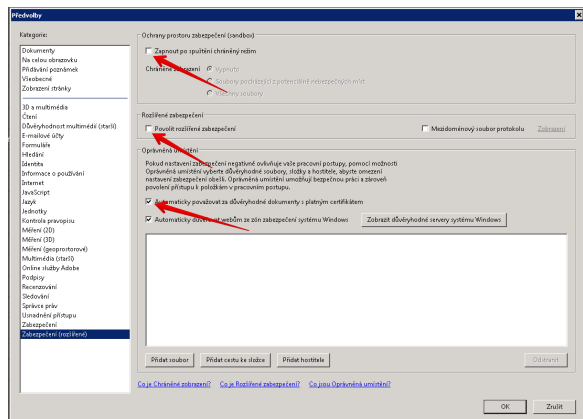 Předvolby
Kategorie:
Dokumenty
Na celou obrazovku
Přidávání poznámek
Všeobecné
Zobrazení stránky
3D a multimédia
Čtení
Důvěryhodnost multimédií (starší)
E-mailové účty
Formuláře
Hledání
Identita
Informace o používání
Internet
JavaScript
Jazyk
Jednotky
Kontrola pravopisu
Měření (2D)
Měření (3D)
Měření (geoprostorové)
Multimédia (starší)
Online služby Adobe
Podpisy
Recenzování
Sledování
Správce práv
Usnadnění přístupu
Zabezpečení
Zabezpečení (rozšířené)
Ochrany prostoru zabezpečení (sandbox)
Zapnout po spuštění chráněný režim
Chráněné zobrazení
Vypnuto
Soubory pocházející z potenciálně nebezpečných míst
Všechny soubory
Rozšířené zabezpečení
Povolit rozšířené zabezpečení
Mezidoménový soubor protokolu
Zobrazení
Oprávněná umístění
Pokud nastavení zabezpečení negativně ovlivňuje vaše pracovní postupy, pomocí možnosti
Oprávněná umístění vyberte důvěryhodné soubory, složky a hostitele, abyste omezení
nastavení zabezpečení obešli. Oprávněná umístění umožňují bezpečnou práci a zároveň
povolení přístupu k položkám v pracovním postupu.
Automaticky považovat za důvěryhodné dokumenty s platným certifikátem
Automaticky důvěřovat webům ze zón zabezpečení systému Windows
Zobrazit důvěryhodné servery systému Windows
Přidat soubor
Přidat cestu ke složce
Přidat hostitele
Odstranit
Co je Chráněné zobrazení?
Co je Rozšířené zabezpečení?
Co jsou Oprávněná umístění?
OK
Zrušit